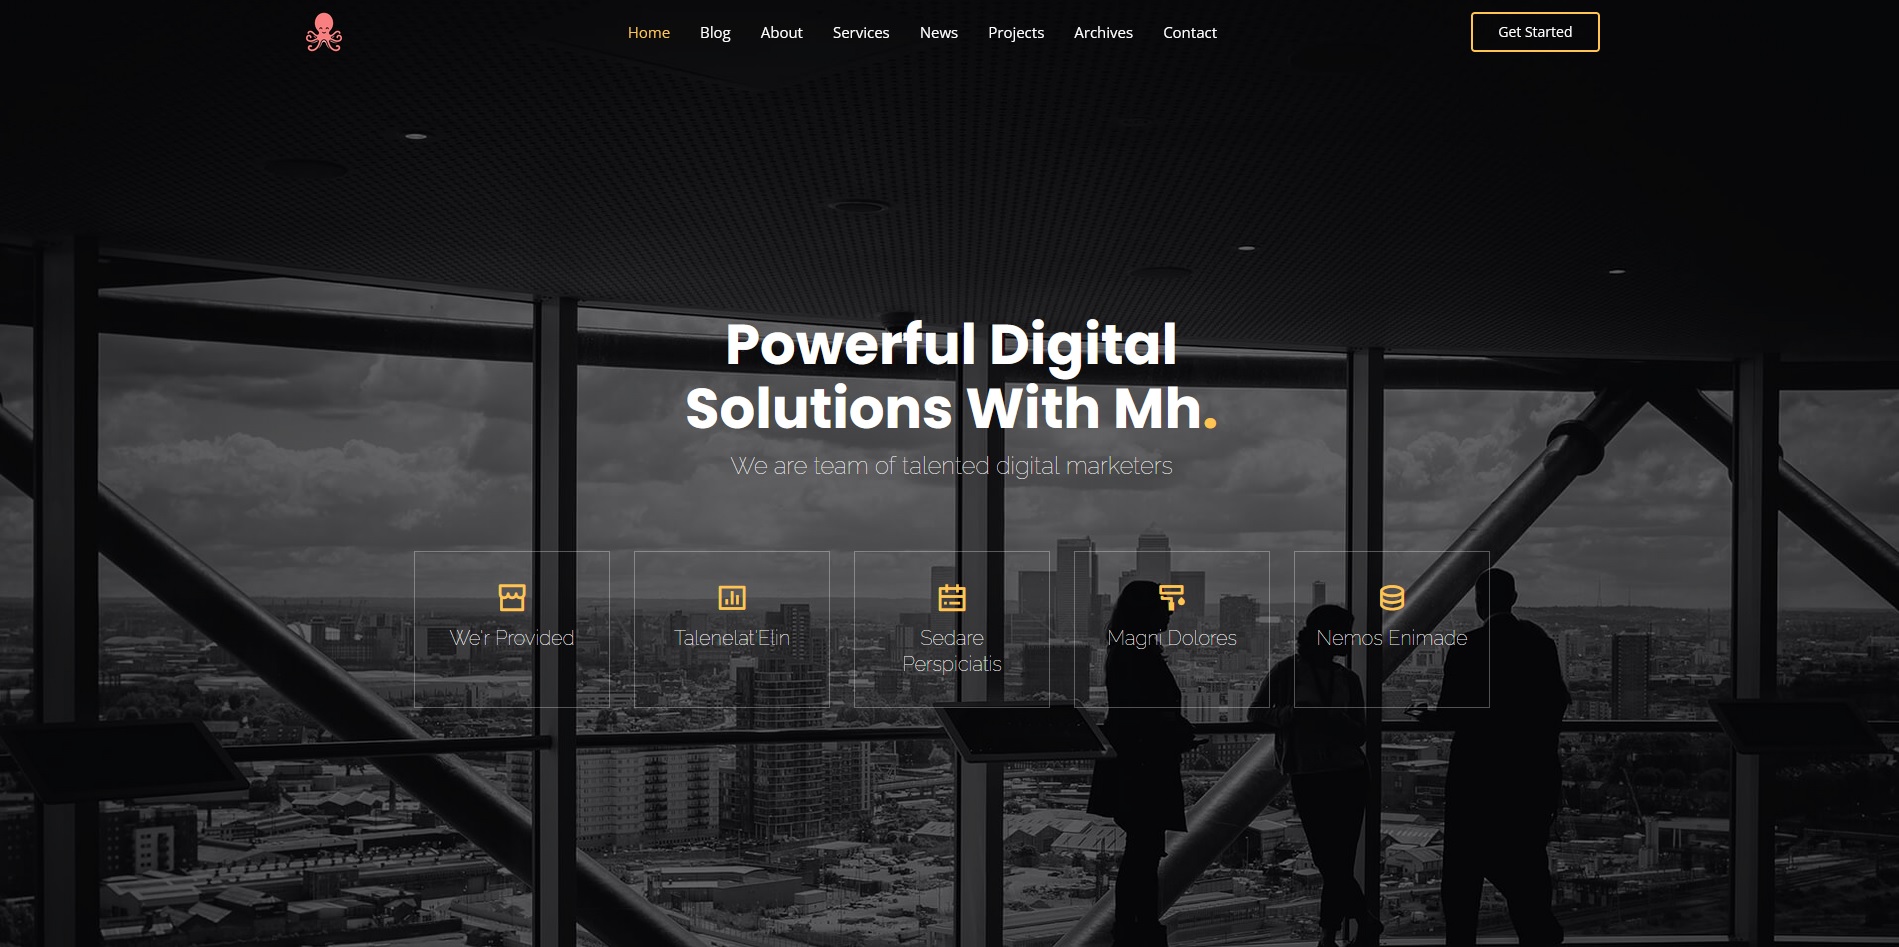 Home Blog About Services News Projects Archives Contact Get Started
Powerful Digital
Solutions With Mh.
We are team of talented digital marketers
We'r Provided
Talenelat'Elin
Sedare
Perspiciatis
Magni Dolores
Nemos Enimade